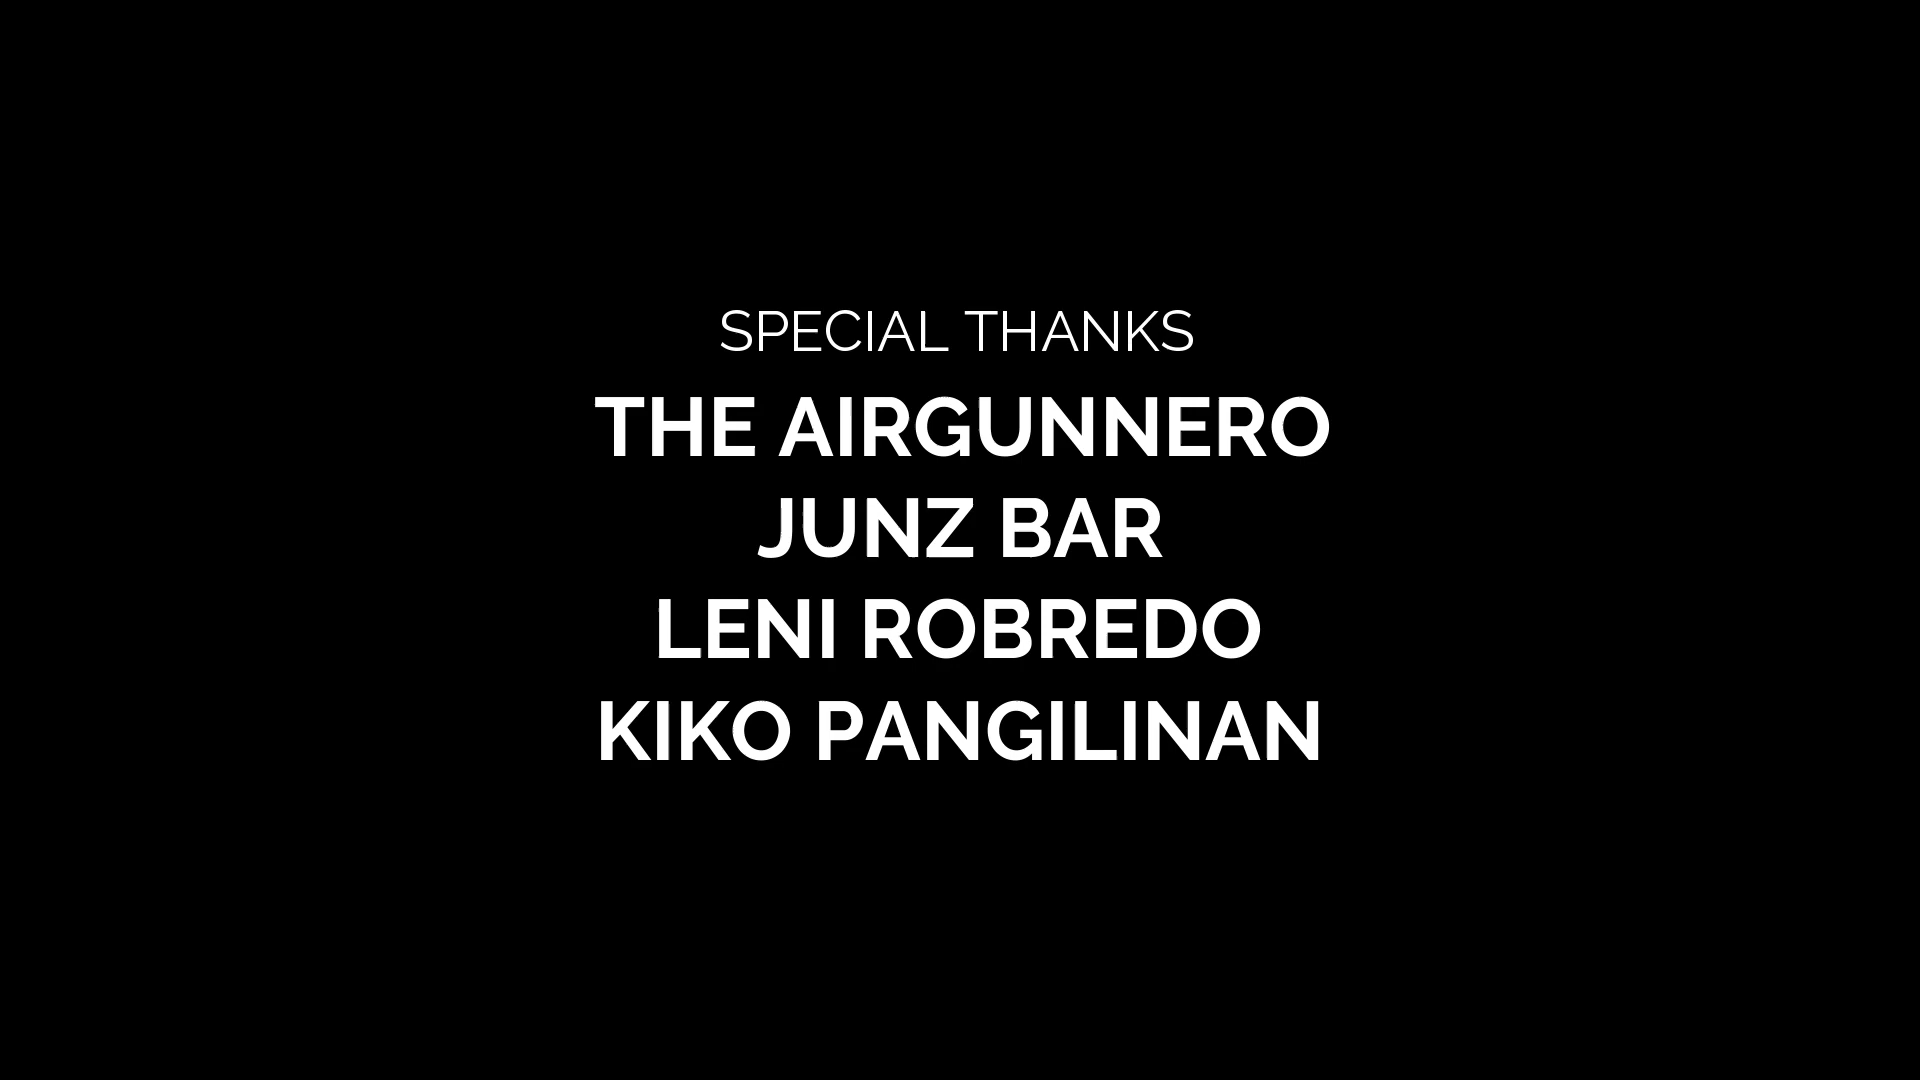 SPECIAL THANKS
THE AIRGUNNERO
JUNZ BAR
LENI ROBREDO
KIKO PANGILINAN